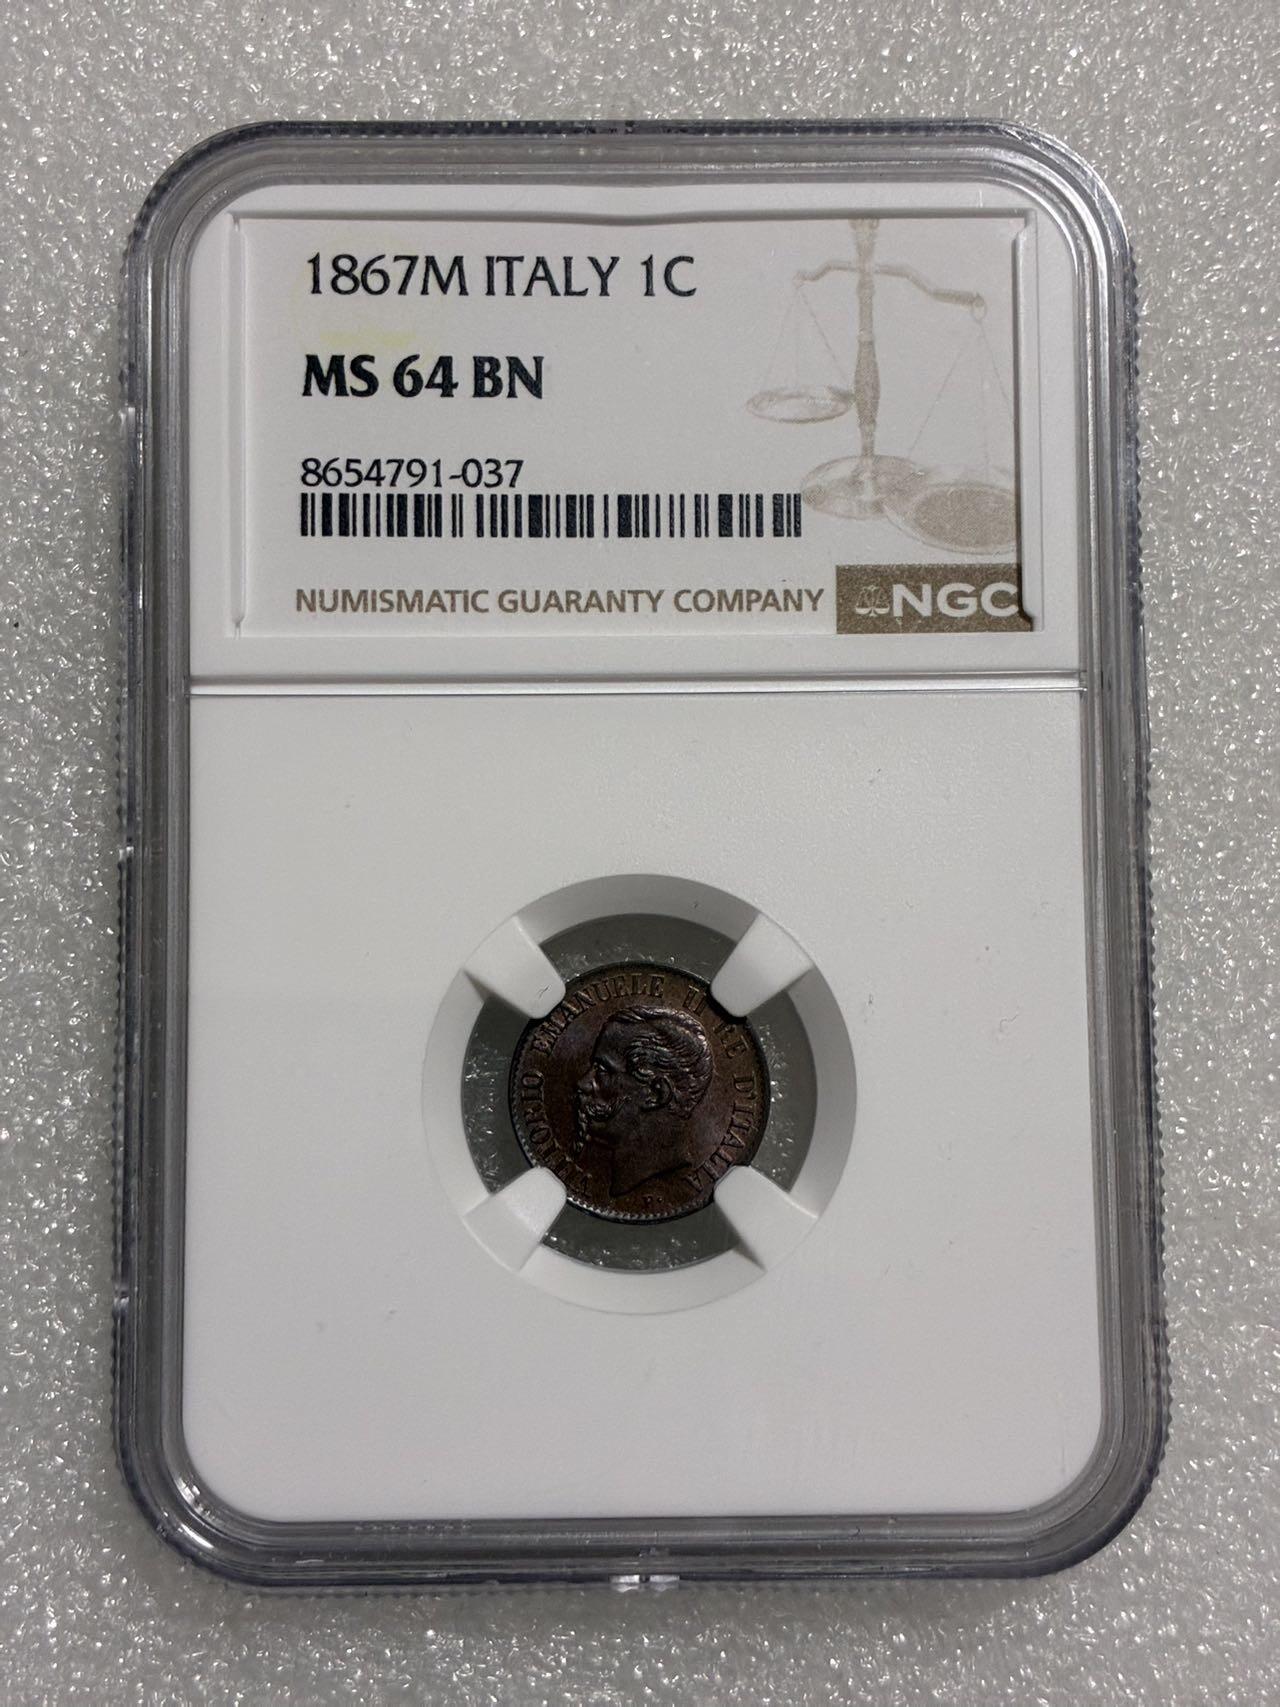 1867M ITALY 1C
MS 64 BN
8654791-037
NUMISMATIC GUARANTY COMPANY NGC
VITTORIO EMANUELE II RE D'ITALIA
F.